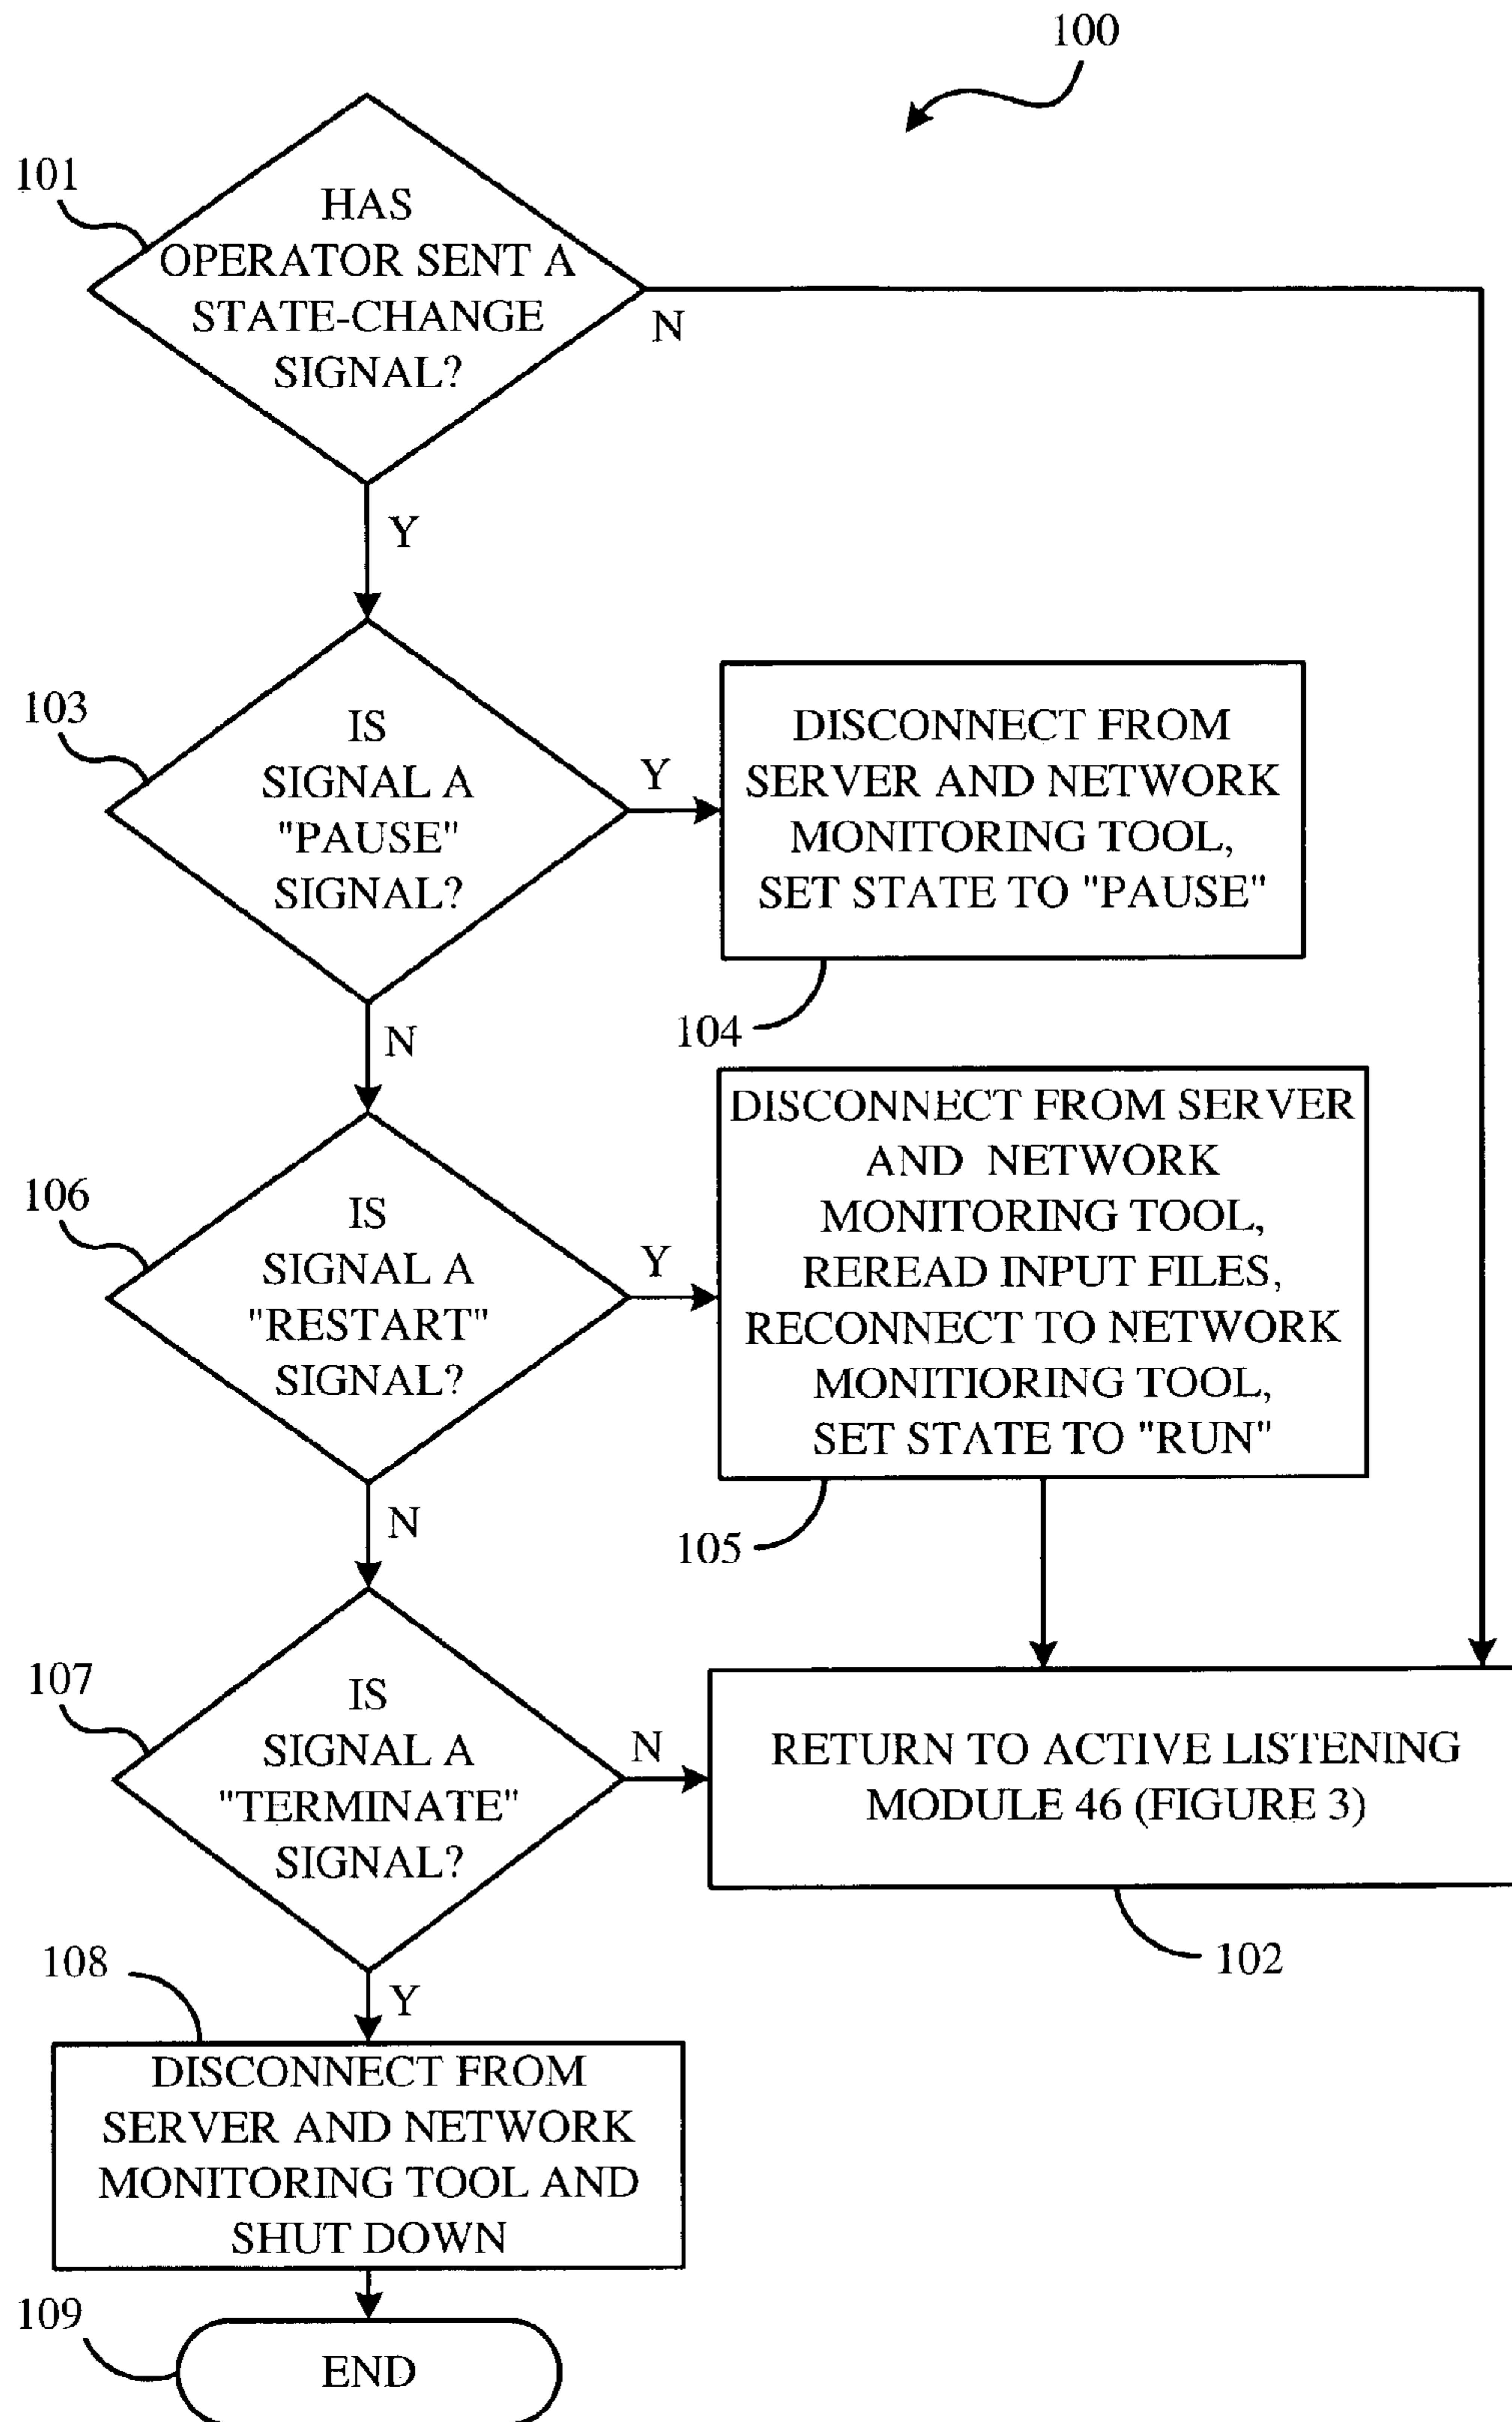 100
101
HAS
OPERATOR SENT A
STATE-CHANGE
SIGNAL?
N
Y
103
IS
SIGNAL A
"PAUSE"
SIGNAL?
Y
DISCONNECT FROM
SERVER AND NETWORK
MONITORING TOOL,
SET STATE TO "PAUSE"
104
N
106
IS
SIGNAL A
"RESTART"
SIGNAL?
Y
DISCONNECT FROM SERVER
AND NETWORK
MONITORING TOOL,
REREAD INPUT FILES,
RECONNECT TO NETWORK
MONITIORING TOOL,
SET STATE TO "RUN"
105
N
107
IS
SIGNAL A
"TERMINATE"
SIGNAL?
N
RETURN TO ACTIVE LISTENING
MODULE 46 (FIGURE 3)
102
Y
108
DISCONNECT FROM
SERVER AND NETWORK
MONITORING TOOL AND
SHUT DOWN
109
END